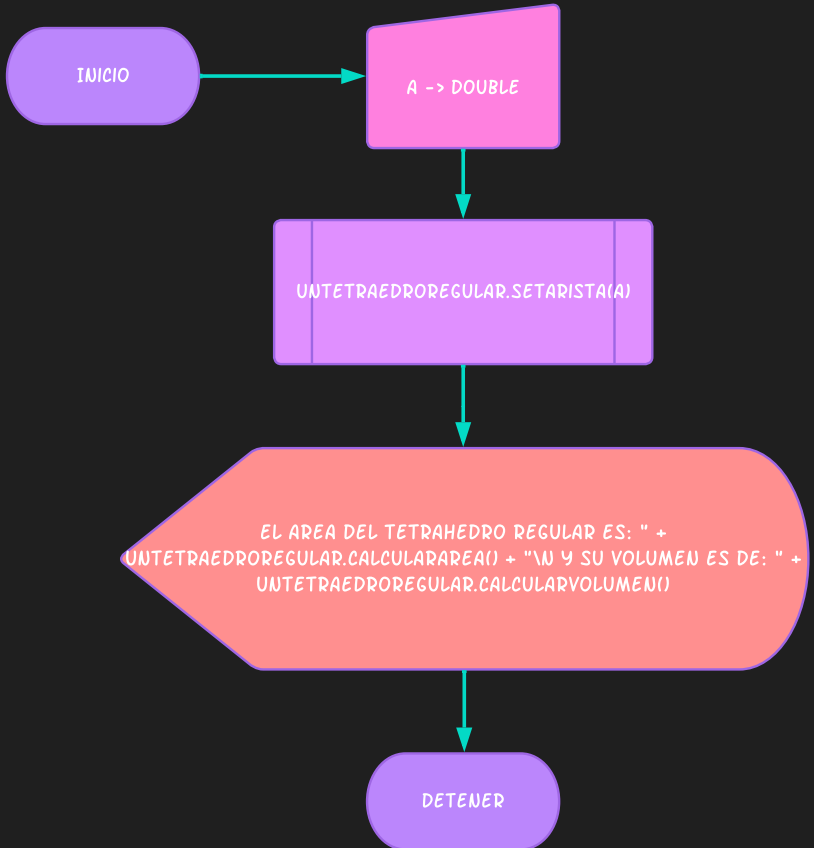 INICIO
A -> DOUBLE
UNTETRAEDROREGULAR.SETARISTA(A)
EL AREA DEL TETRAHEDRO REGULAR ES: " +
UNTETRAEDROREGULAR.CALCULARAREA() + "\N Y SU VOLUMEN ES DE: " +
UNTETRAEDROREGULAR.CALCULARVOLUMEN()
DETENER